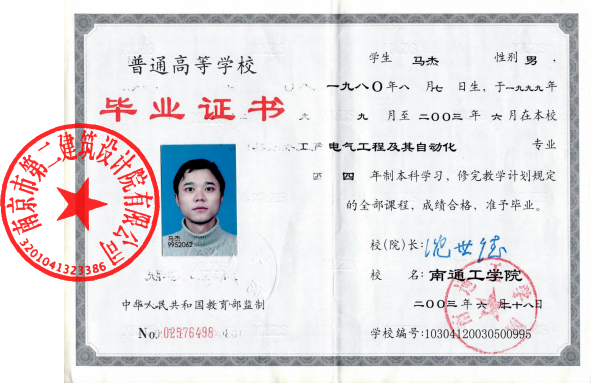 普通高等学校
毕业证书
马杰
9952062
中华人民共和国教育部监制
No.02576498
学生 马杰 性别 男，
一九八〇年八月七日生，于一九九九年
九月至二〇〇三年六月在本校
电气工程及其自动化 专业
四年制本科学习，修完教学计划规定
的全部课程，成绩合格，准予毕业。
校(院)长:
校 名: 南通工学院
二〇〇三年六月十八日
学校编号:10304120030500995
南京市第二建筑设计院有限公司
3201041323386
南通工学院